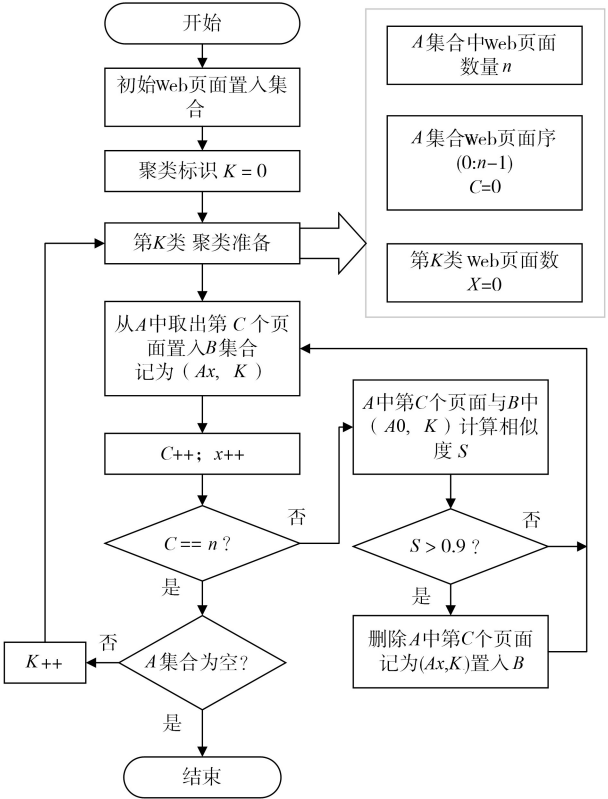 开始
初始Web页面置入集
合
聚类标识 K = 0
第K类 聚类准备
A集合中Web页面
数量n
A集合Web页面序
(0:n−1)
C=0
第K类Web页面数
X=0
从A中取出第 C 个页
面置入B集合
记为（Ax，K）
C++；x++
C == n？
否
是
A中第C个页面与B中
（A0，K）计算相似
度 S
S > 0.9？
否
是
删除A中第C个页面
记为(Ax,K)置入B
A集合为空？
否
K++
是
结束